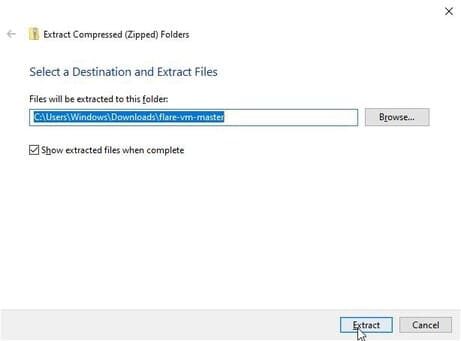 Extract Compressed (Zipped) Folders
Select a Destination and Extract Files
Files will be extracted to this folder:
C:\Users\Windows\Downloads\flare-vm-master
Browse...
Show extracted files when complete
Extract
Cancel